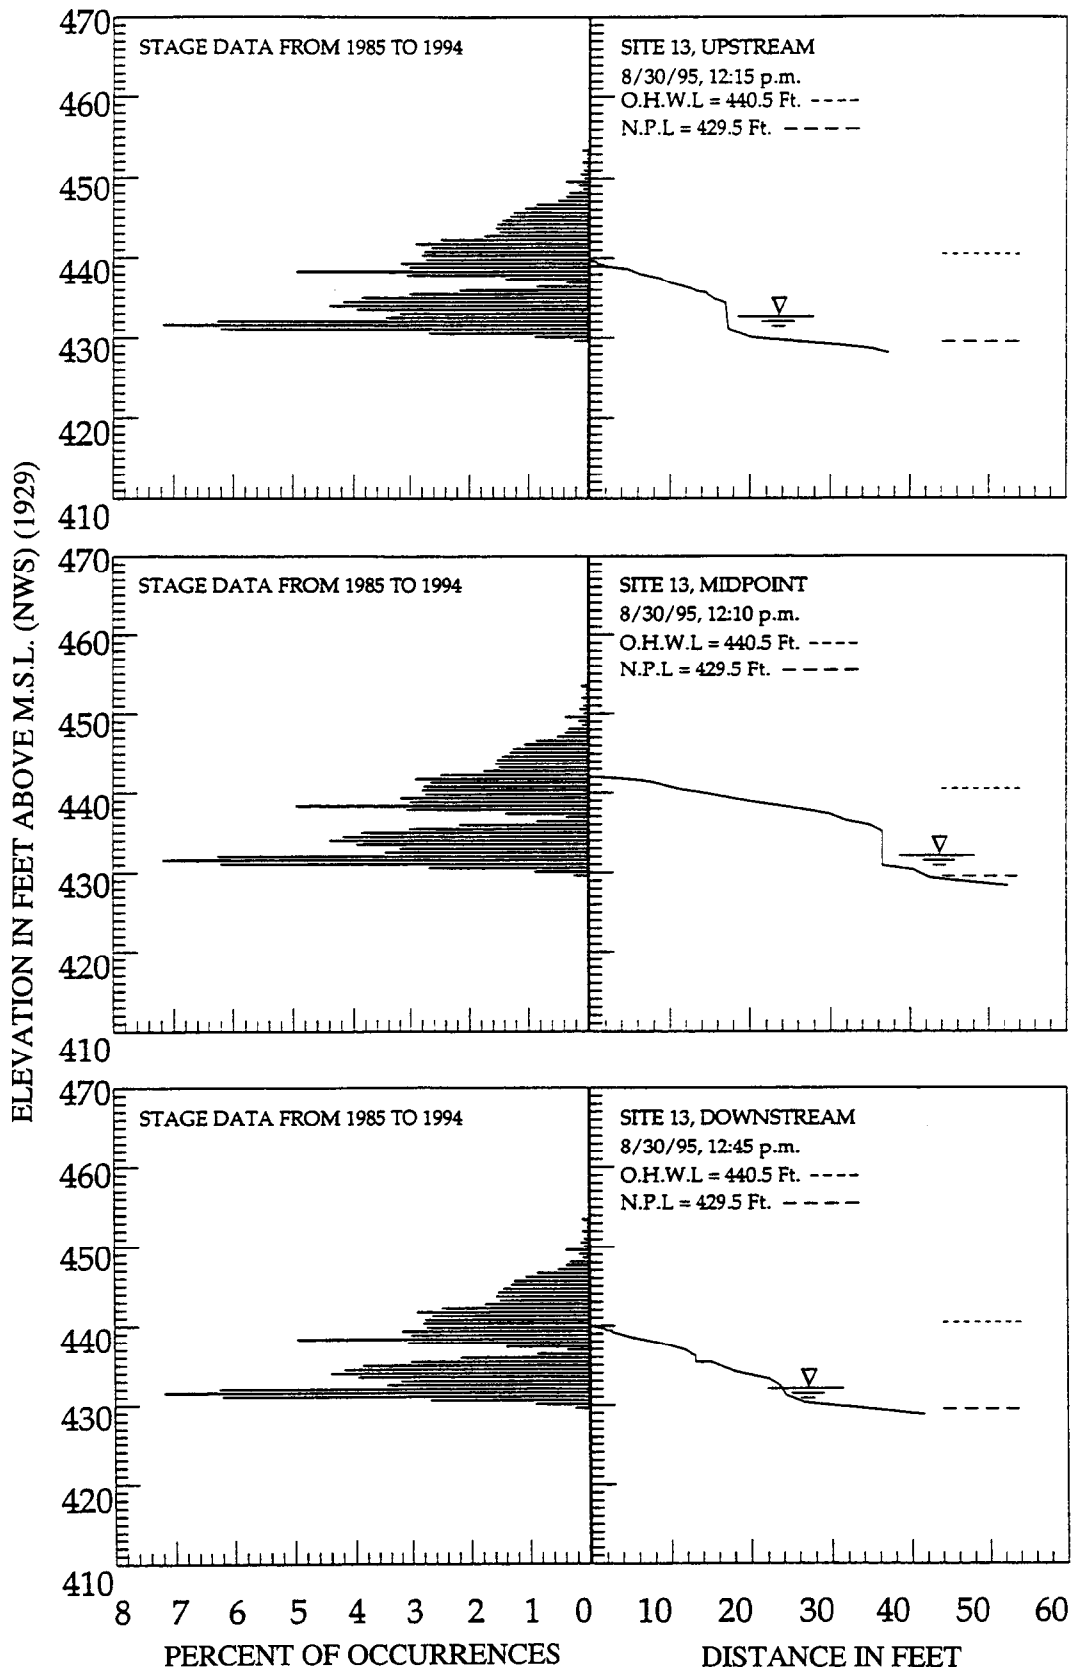 ELEVATION IN FEET ABOVE M.S.L. (NWS) (1929)
470
460
450
440
430
420
410
STAGE DATA FROM 1985 TO 1994
SITE 13, UPSTREAM
8/30/95, 12:15 p.m.
O.H.W.L = 440.5 Ft.
N.P.L = 429.5 Ft.
470
460
450
440
430
420
410
STAGE DATA FROM 1985 TO 1994
SITE 13, MIDPOINT
8/30/95, 12:10 p.m.
O.H.W.L = 440.5 Ft.
N.P.L = 429.5 Ft.
470
460
450
440
430
420
410
STAGE DATA FROM 1985 TO 1994
SITE 13, DOWNSTREAM
8/30/95, 12:45 p.m.
O.H.W.L = 440.5 Ft.
N.P.L = 429.5 Ft.
8 7 6 5 4 3 2 1 0 10 20 30 40 50 60
PERCENT OF OCCURRENCES
DISTANCE IN FEET